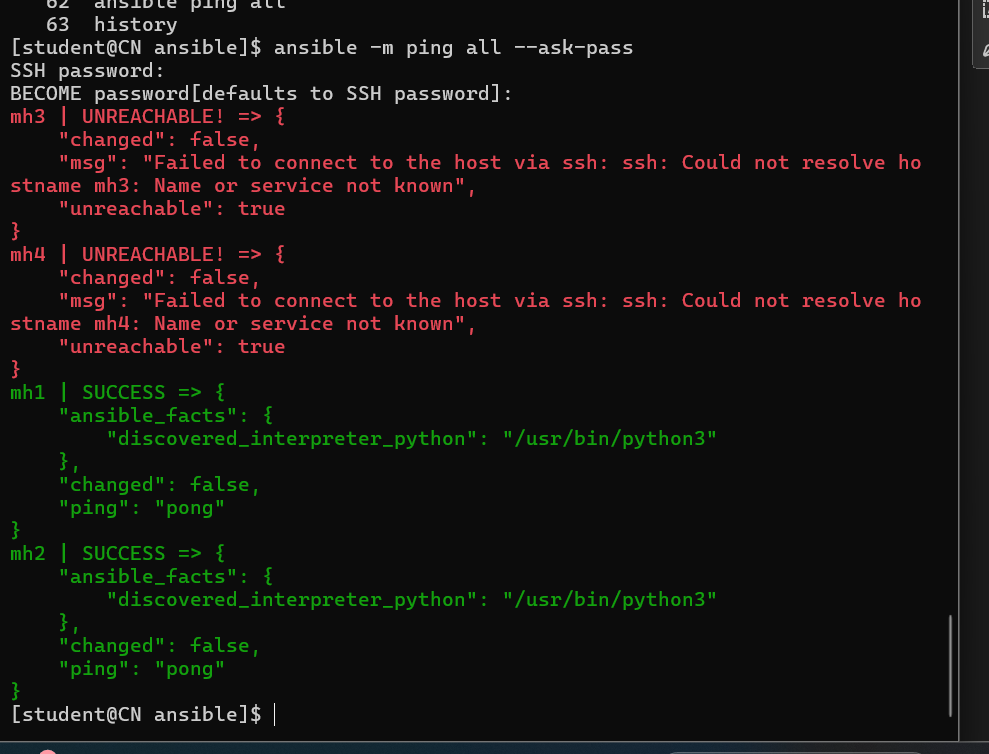 62  ansible ping all
   63  history
[student@CN ansible]$ ansible -m ping all --ask-pass
SSH password:
BECOME password[defaults to SSH password]:
mh3 | UNREACHABLE! => {
    "changed": false,
    "msg": "Failed to connect to the host via ssh: ssh: Could not resolve ho
stname mh3: Name or service not known",
    "unreachable": true
}
mh4 | UNREACHABLE! => {
    "changed": false,
    "msg": "Failed to connect to the host via ssh: ssh: Could not resolve ho
stname mh4: Name or service not known",
    "unreachable": true
}
mh1 | SUCCESS => {
    "ansible_facts": {
        "discovered_interpreter_python": "/usr/bin/python3"
    },
    "changed": false,
    "ping": "pong"
}
mh2 | SUCCESS => {
    "ansible_facts": {
        "discovered_interpreter_python": "/usr/bin/python3"
    },
    "changed": false,
    "ping": "pong"
}
[student@CN ansible]$